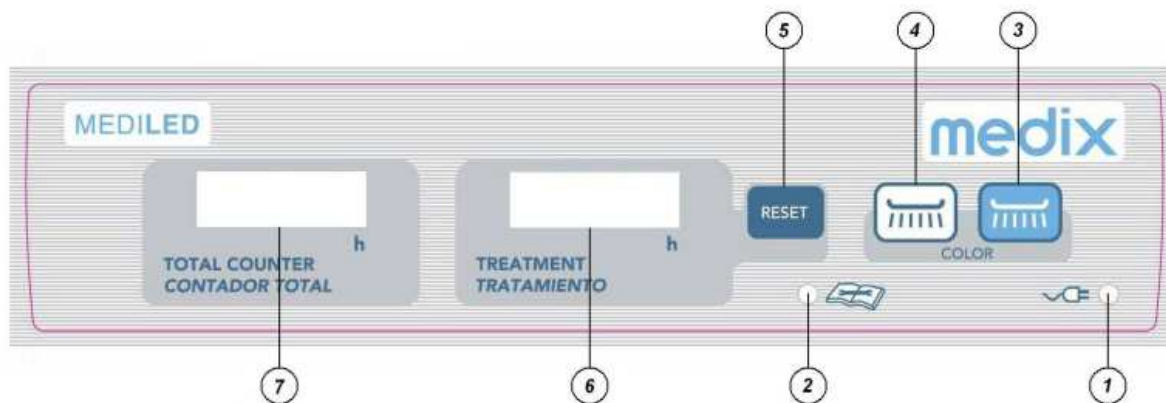 5
4
3
MEDILED
medix
RESET
h
h
COLOR
TOTAL COUNTER
CONTADOR TOTAL
TREATMENT
TRATAMIENTO
7
6
2
1